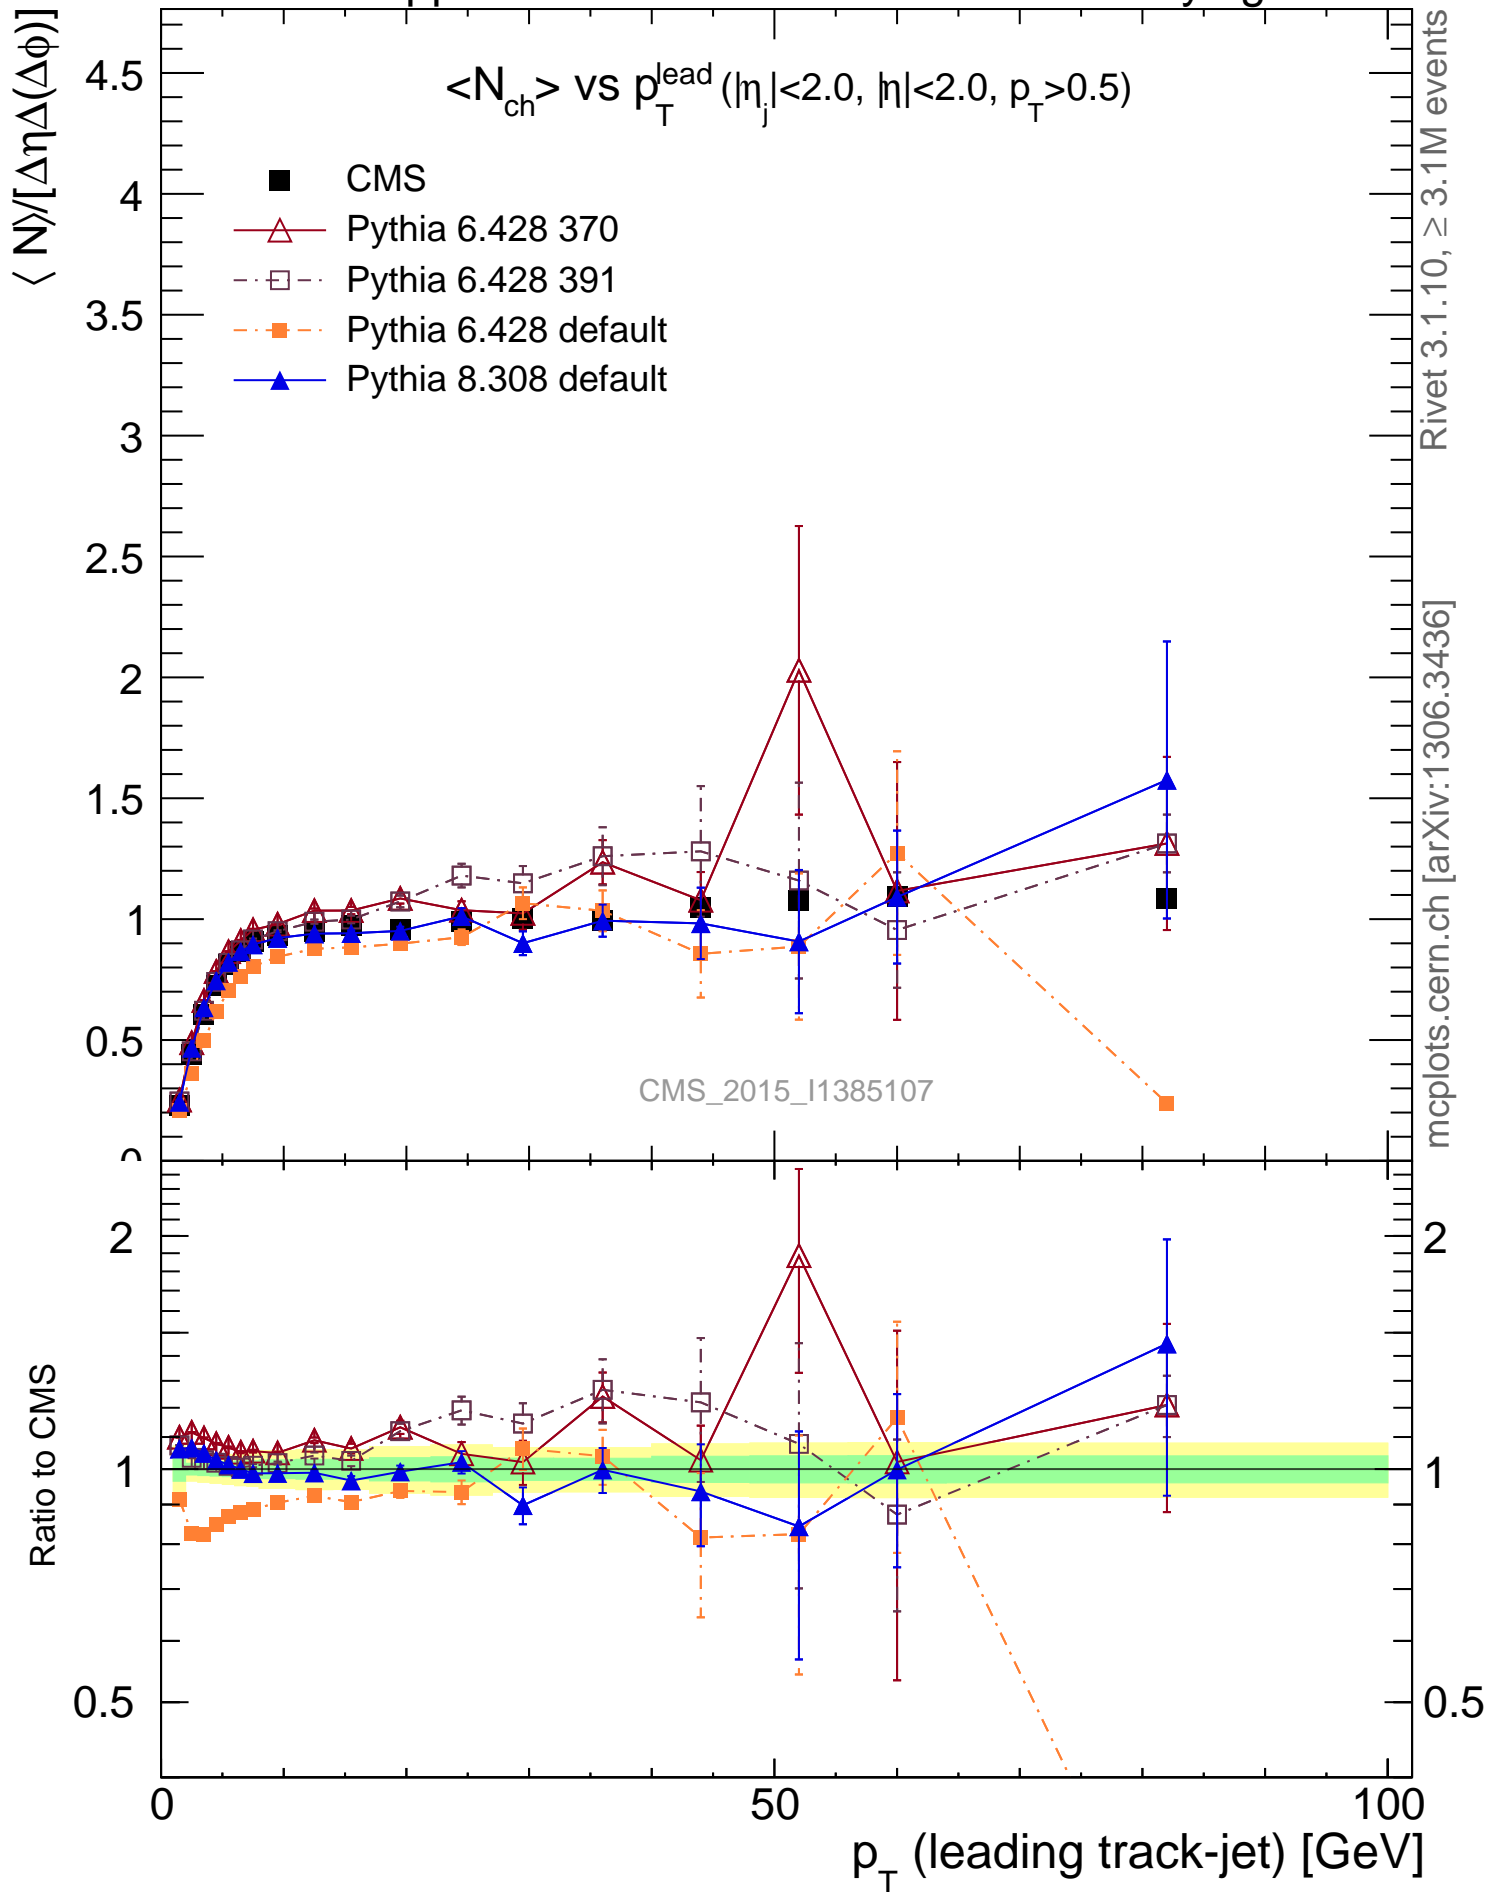 <N_ch> vs p_T^lead (|η_j|<2.0, |η|<2.0, p_T>0.5)
⟨ N⟩/[ΔηΔ(Δϕ)]
CMS
Pythia 6.428 370
Pythia 6.428 391
Pythia 6.428 default
Pythia 8.308 default
4.5
4
3.5
3
2.5
2
1.5
1
0.5
0
CMS_2015_I1385107
Rivet 3.1.10, ≥ 3.1M events
mcplots.cern.ch [arXiv:1306.3436]
Ratio to CMS
2
1
0.5
2
1
0.5
0
50
100
p_T (leading track-jet) [GeV]